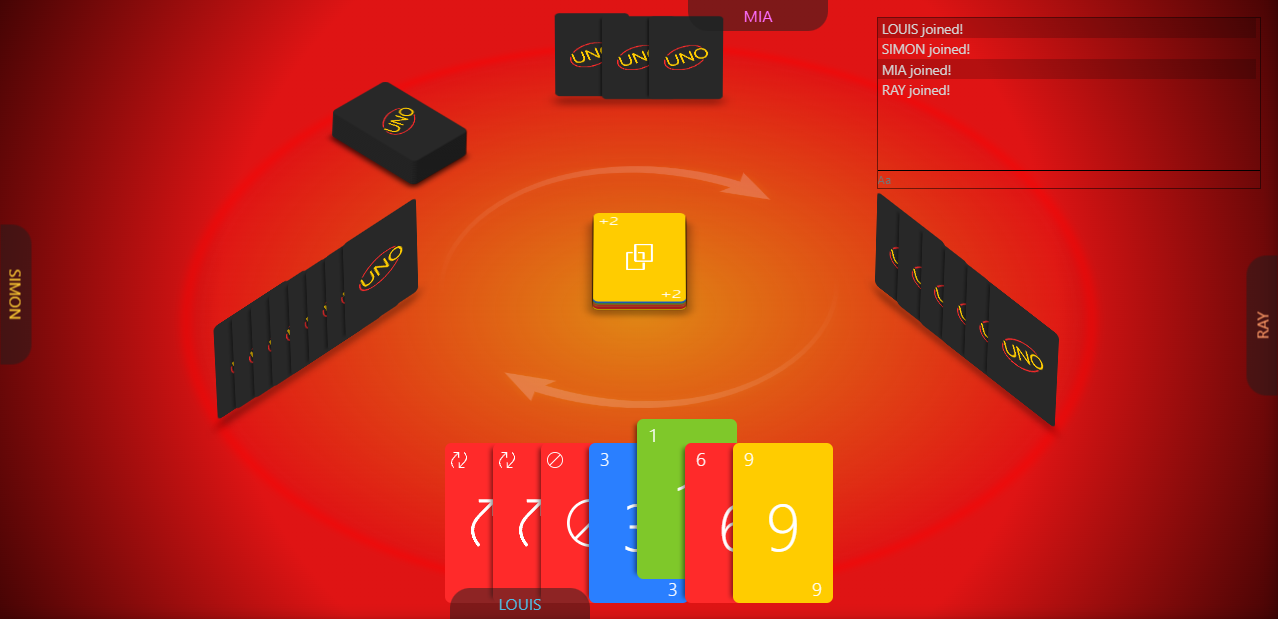 MIA
LOUIS joined!
SIMON joined!
MIA joined!
RAY joined!
Aa
UNO
UNO
UNO
UNO
UNO
UNO
SIMON
RAY
+2
+2
1
3
6
9
3
6
9
3
9
LOUIS